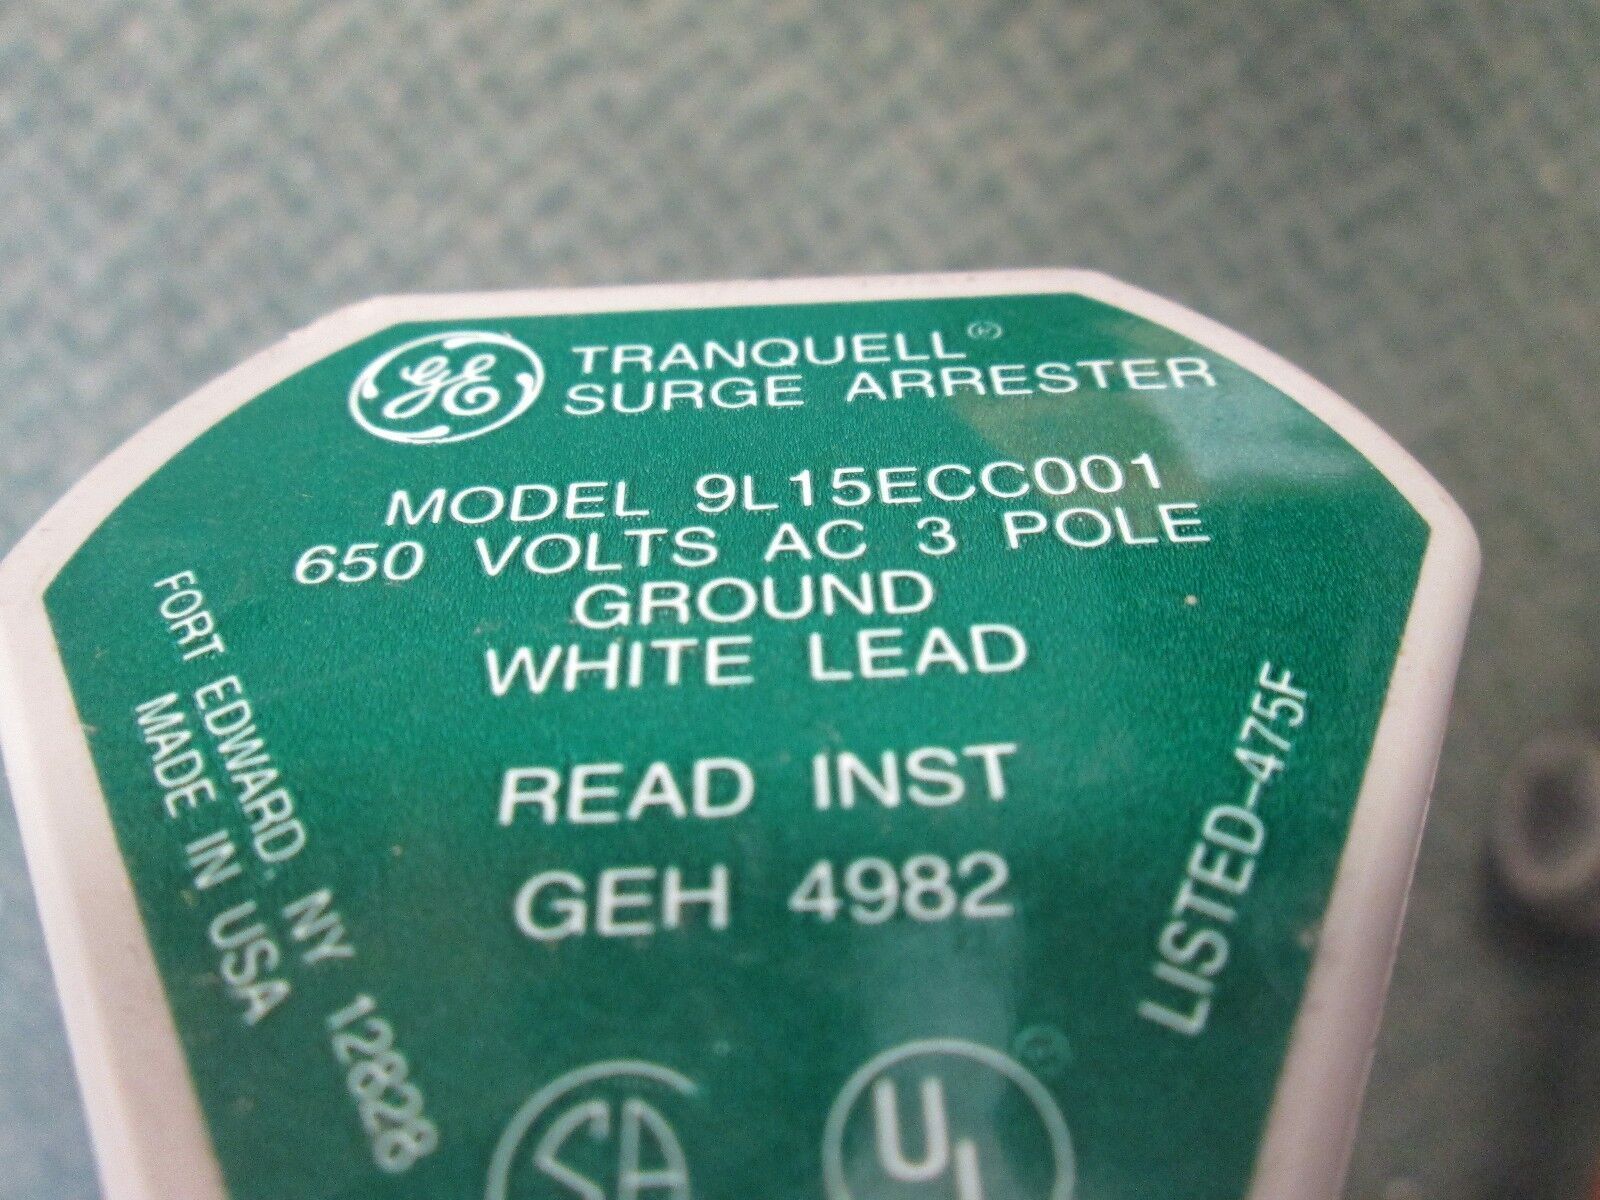 GE TRANQUELL®
SURGE ARRESTER
MODEL 9L15ECC001
650 VOLTS AC 3 POLE
GROUND
WHITE LEAD
READ INST
GEH 4982
FORT EDWARD. NY 12828
MADE IN USA
LISTED-475F
SA
UL ®